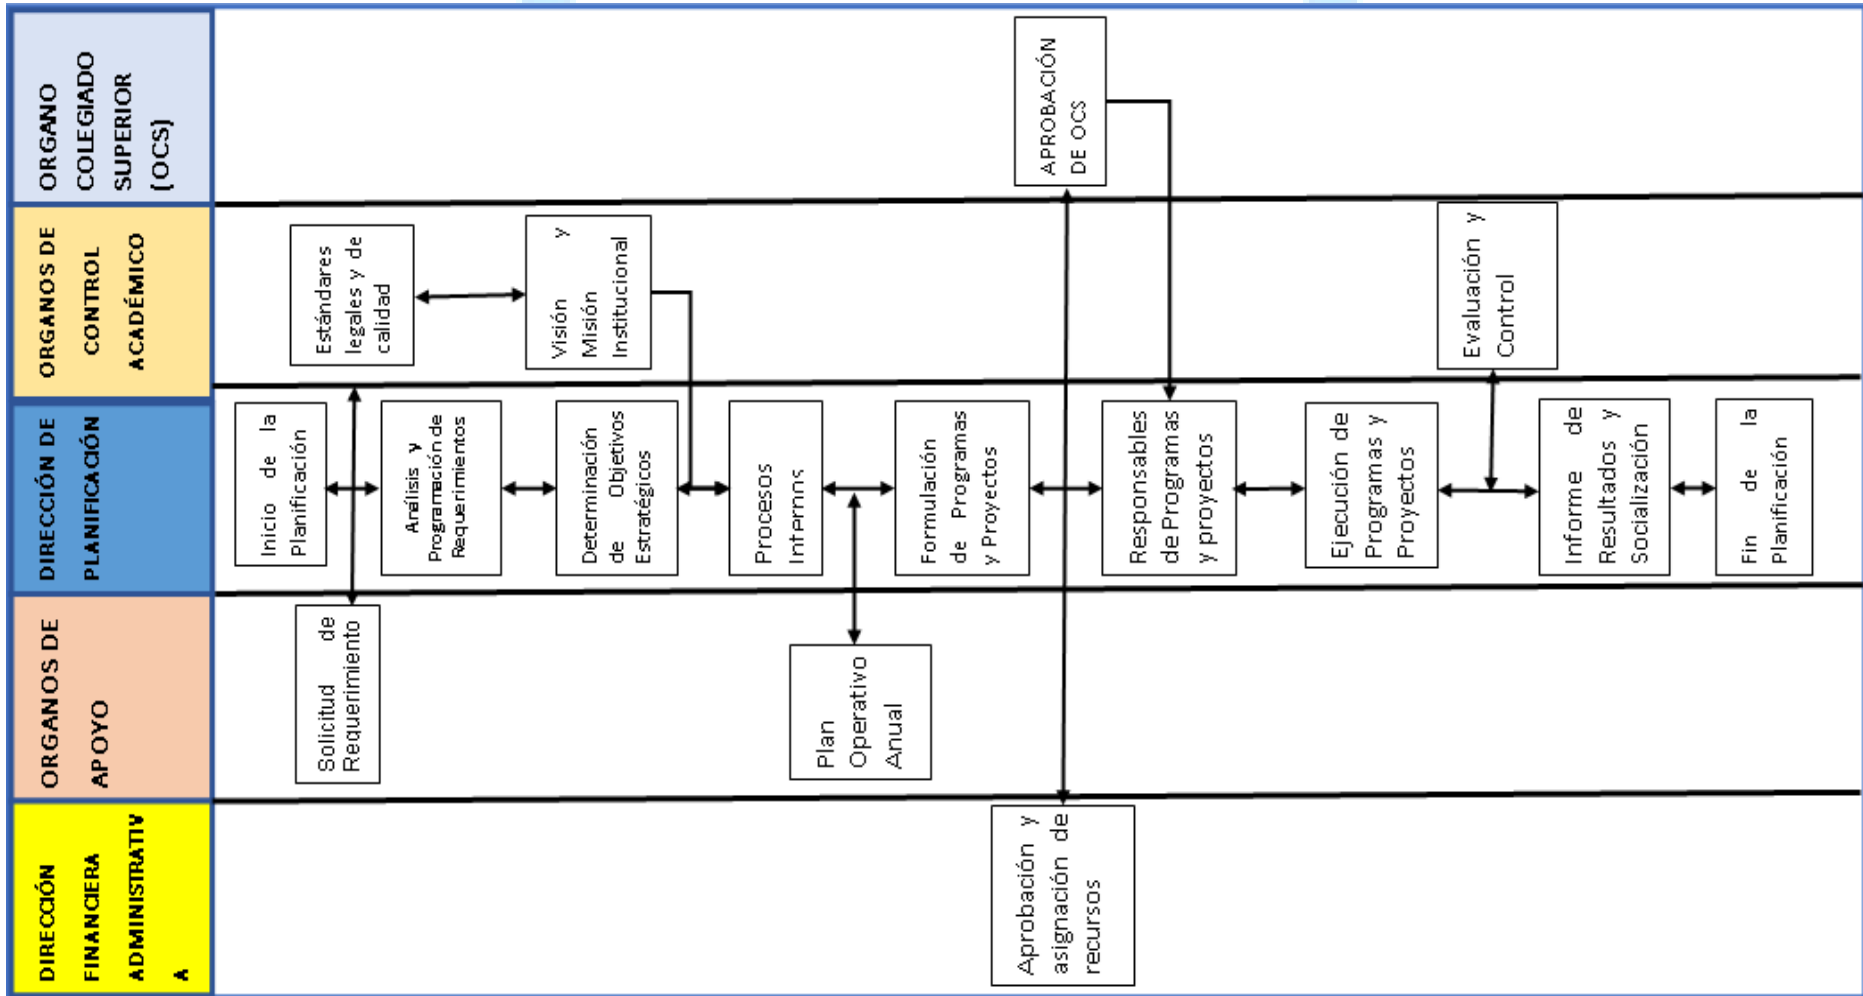 DIRECCIÓN
FINANCIERA
ADMINISTRATIV
A
ORGANOS DE
APOYO
DIRECCIÓN DE
PLANIFICACIÓN
ORGANOS DE
CONTROL
ACADÉMICO
ORGANO
COLEGIADO
SUPERIOR
(OCS)
Inicio de la
Planificación
Solicitud de
Requerimiento
Estándares
legales y de
calidad
Análisis y
Programación de
Requerimientos
Visión y
Misión
Institucional
Determinación
de Objetivos
Estratégicos
Procesos
Internos
Plan
Operativo
Anual
Formulación
de Programas
y Proyectos
Aprobación y
asignación de
recursos
APROBACIÓN
DE OCS
Responsables
de Programas
y proyectos
Ejecución de
Programas y
Proyectos
Evaluación y
Control
Informe de
Resultados y
Socialización
Fin de la
Planificación